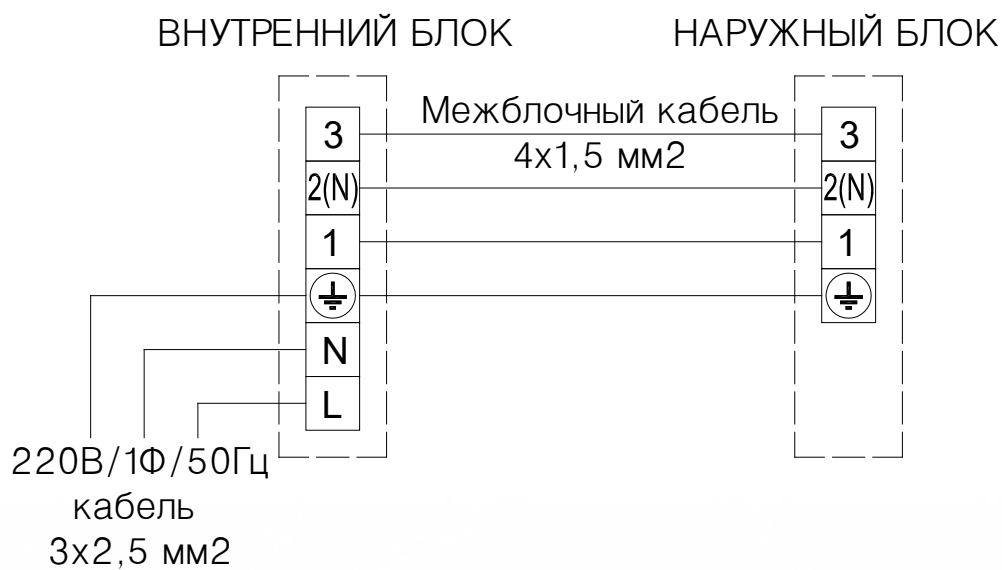 ВНУТРЕННИЙ БЛОК
НАРУЖНЫЙ БЛОК
Межблочный кабель
4х1,5 мм2
3
2(N)
1
N
L
3
2(N)
1
220В/1Ф/50Гц
кабель
3х2,5 мм2